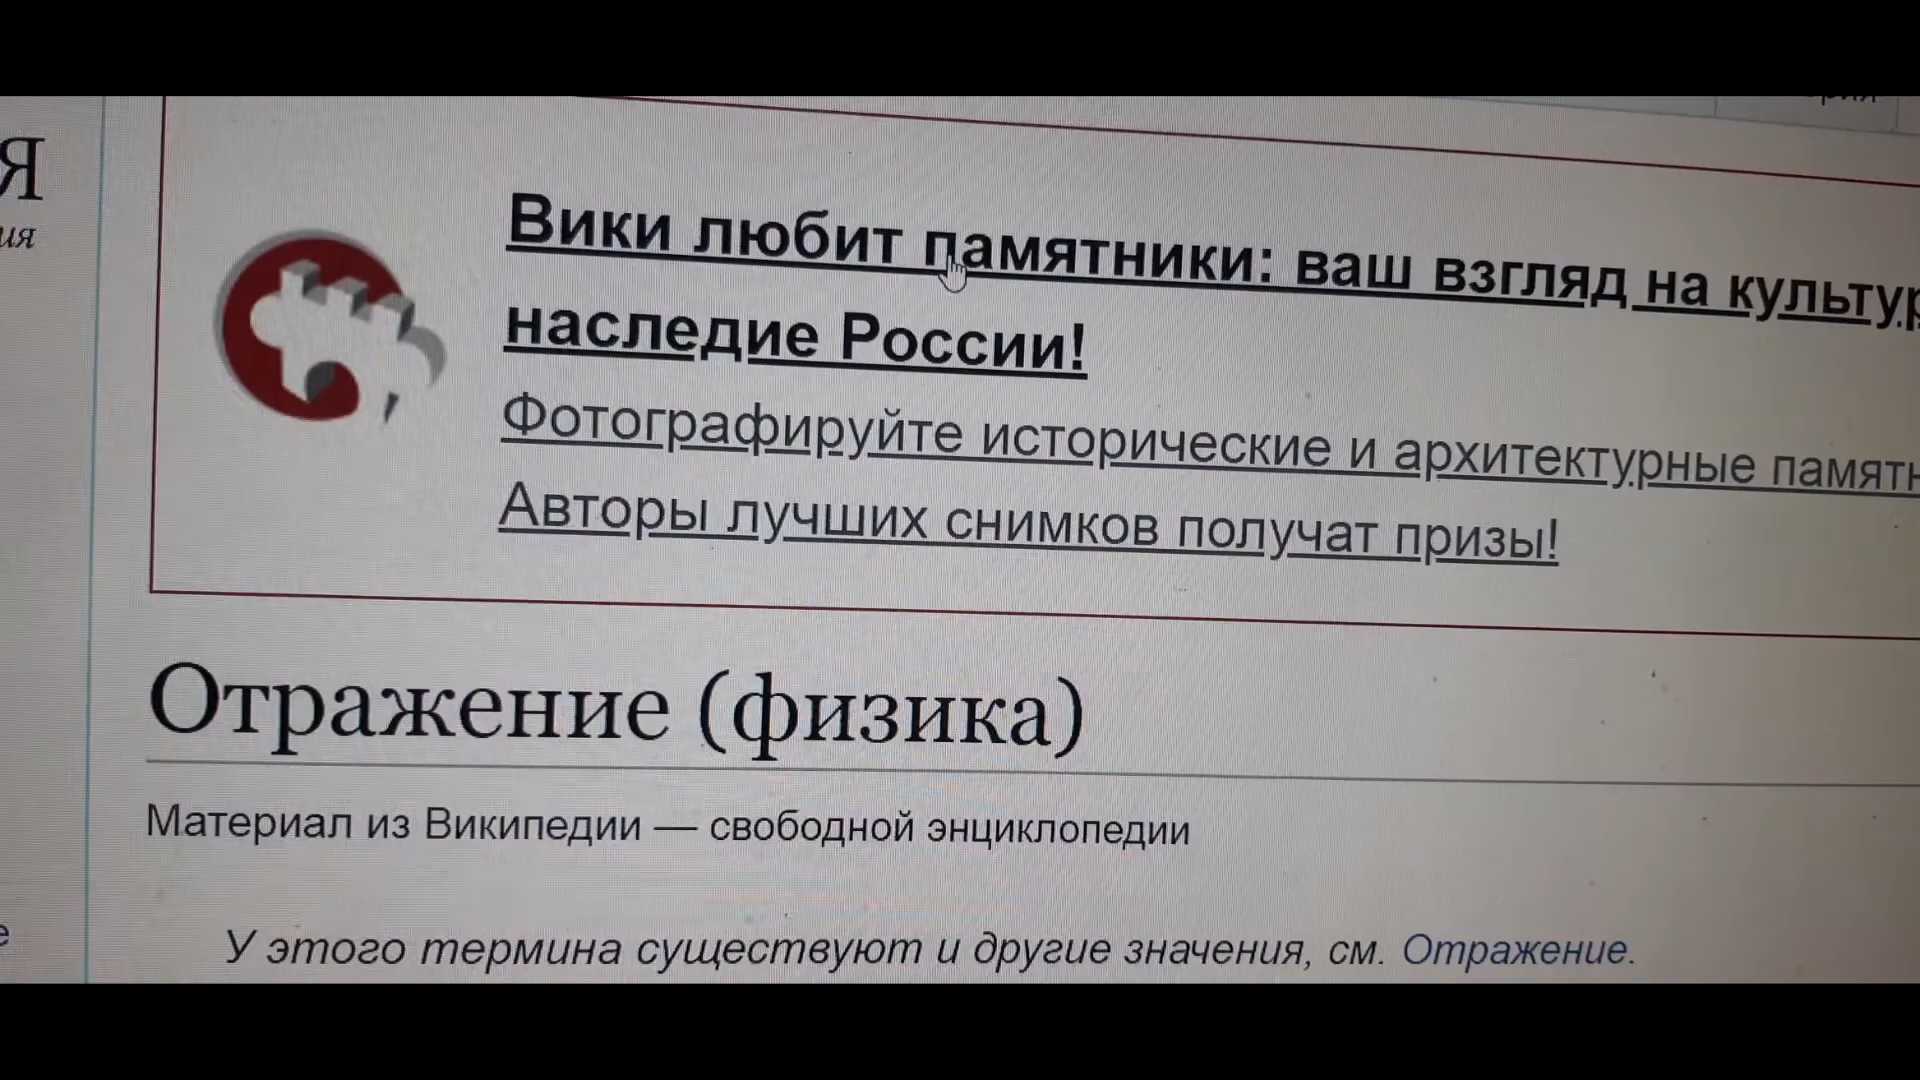 Я
ия
Вики любит памятники: ваш взгляд на
наследие России!
Фотографируйте исторические и архитектурные
Авторы лучших снимков получат призы!
Отражение (физика)
Материал из Википедии — свободной энциклопедии
У этого термина существуют и другие значения, см. Отражение.